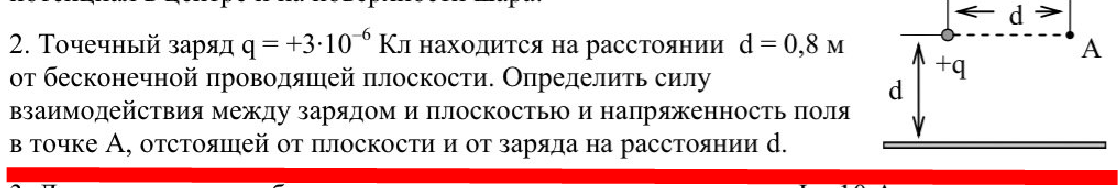 d
2. Точечный заряд q = +3·10⁻⁶ Кл находится на расстоянии d = 0,8 м
A
+q
от бесконечной проводящей плоскости. Определить силу
d
взаимодействия между зарядом и плоскостью и напряженность поля
в точке А, отстоящей от плоскости и от заряда на расстоянии d.